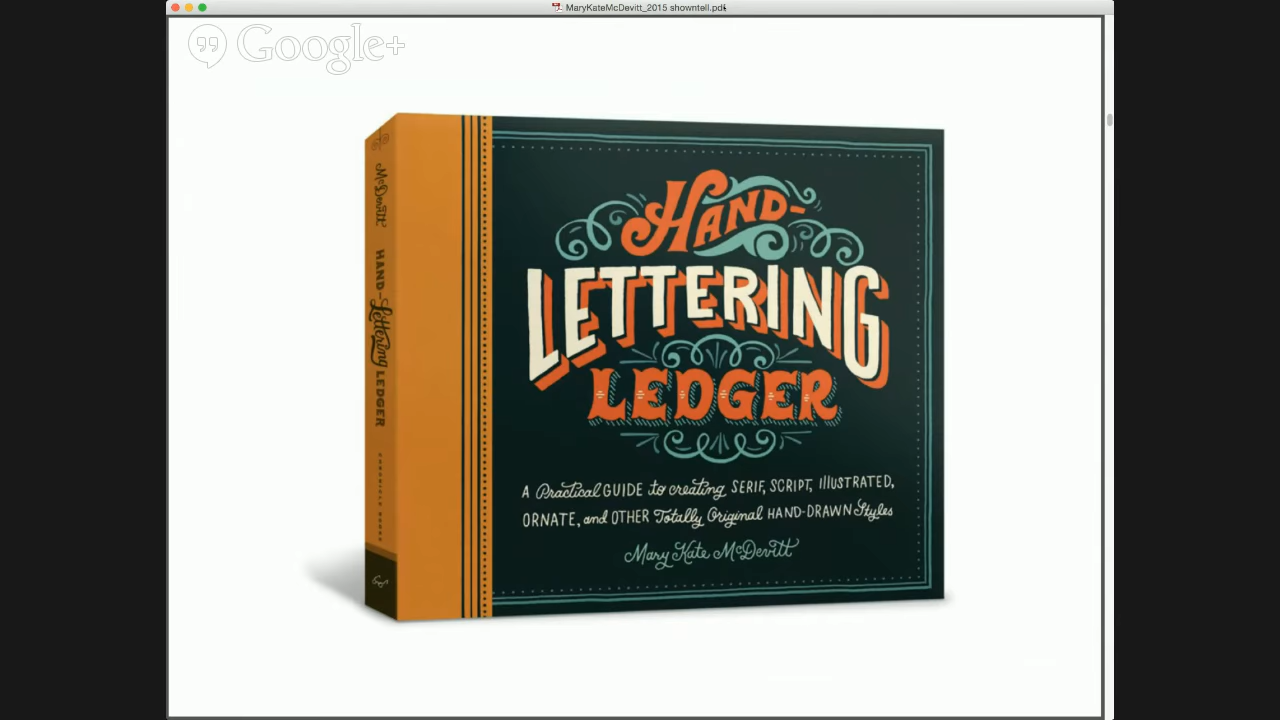 MaryKateMcDevitt_2015 showntell.pdf
Google+
McDevitt
HAND-Lettering LEDGER
CHRONICLE BOOKS
HAND-
LETTERING
LEDGER
A Practical GUIDE to creating SERIF, SCRIPT, ILLUSTRATED,
ORNATE, and OTHER Totally Original HAND-DRAWN Styles
Mary Kate McDevitt